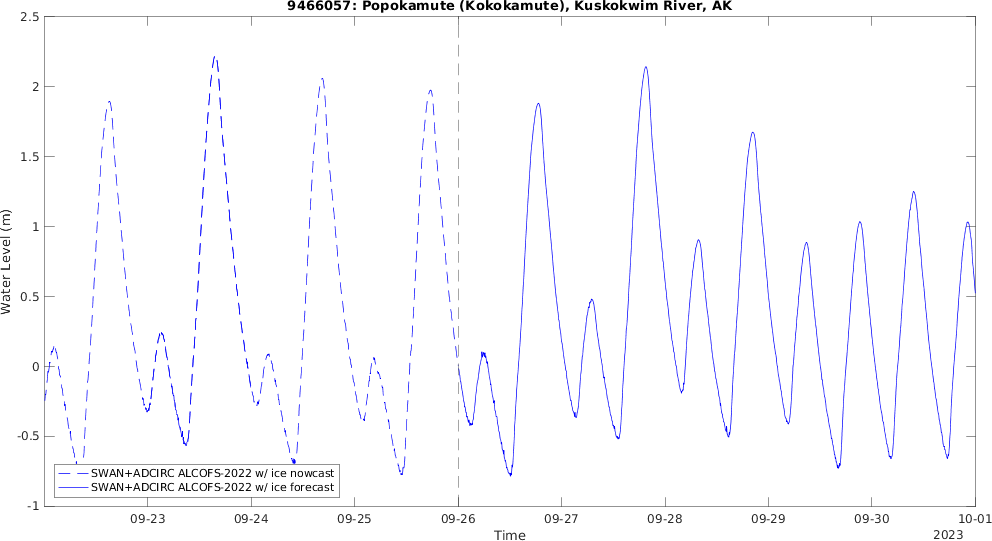 9466057: Popokamute (Kokokamute), Kuskokwim River, AK
2.5
2
1.5
1
0.5
0
-0.5
-1
Water Level (m)
SWAN+ADCIRC ALCOFS-2022 w/ ice nowcast
SWAN+ADCIRC ALCOFS-2022 w/ ice forecast
09-23 09-24 09-25 09-26 09-27 09-28 09-29 09-30 10-01
Time
2023